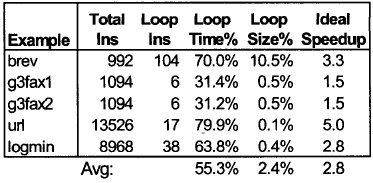 Total Loop Loop Loop Ideal
Example Ins Ins Time% Size% Speedup
brev 992 104 70.0% 10.5% 3.3
g3fax1 1094 6 31.4% 0.5% 1.5
g3fax2 1094 6 31.2% 0.5% 1.5
url 13526 17 79.9% 0.1% 5.0
logmin 8968 38 63.8% 0.4% 2.8
Avg: 55.3% 2.4% 2.8